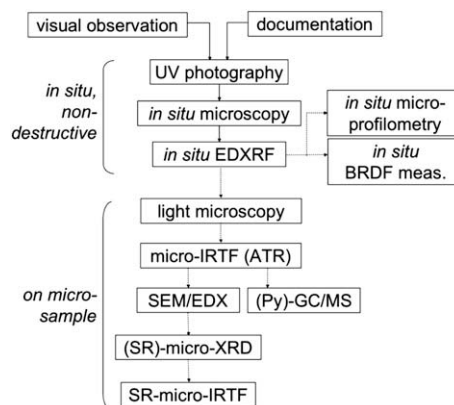 visual observation
documentation
UV photography
in situ,
non-
destructive
in situ microscopy
in situ EDXRF
in situ micro-
profilometry
in situ
BRDF meas.
light microscopy
micro-IRTF (ATR)
on micro-
sample
SEM/EDX
(Py)-GC/MS
(SR)-micro-XRD
SR-micro-IRTF